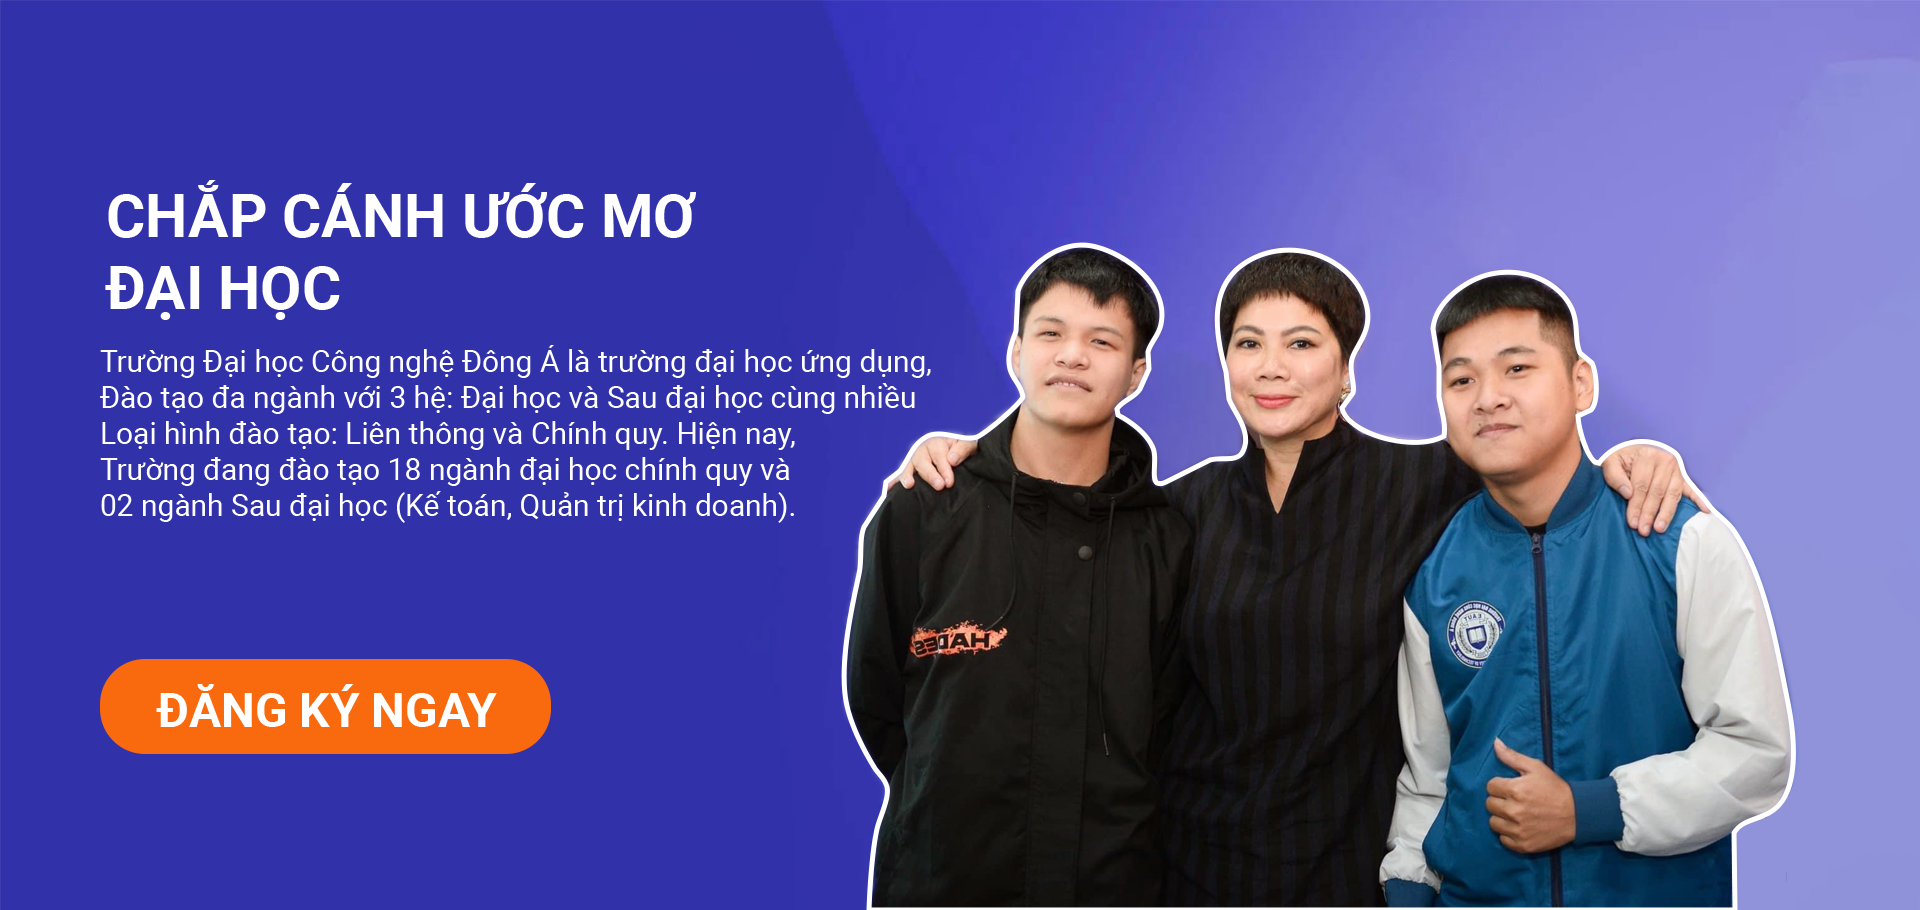 CHẮP CÁNH ƯỚC MƠ
ĐẠI HỌC
Trường Đại học Công nghệ Đông Á là trường đại học ứng dụng,
Đào tạo đa ngành với 3 hệ: Đại học và Sau đại học cùng nhiều
Loại hình đào tạo: Liên thông và Chính quy. Hiện nay,
Trường đang đào tạo 18 ngành đại học chính quy và
02 ngành Sau đại học (Kế toán, Quản trị kinh doanh).
ĐĂNG KÝ NGAY
HADES
EAUT